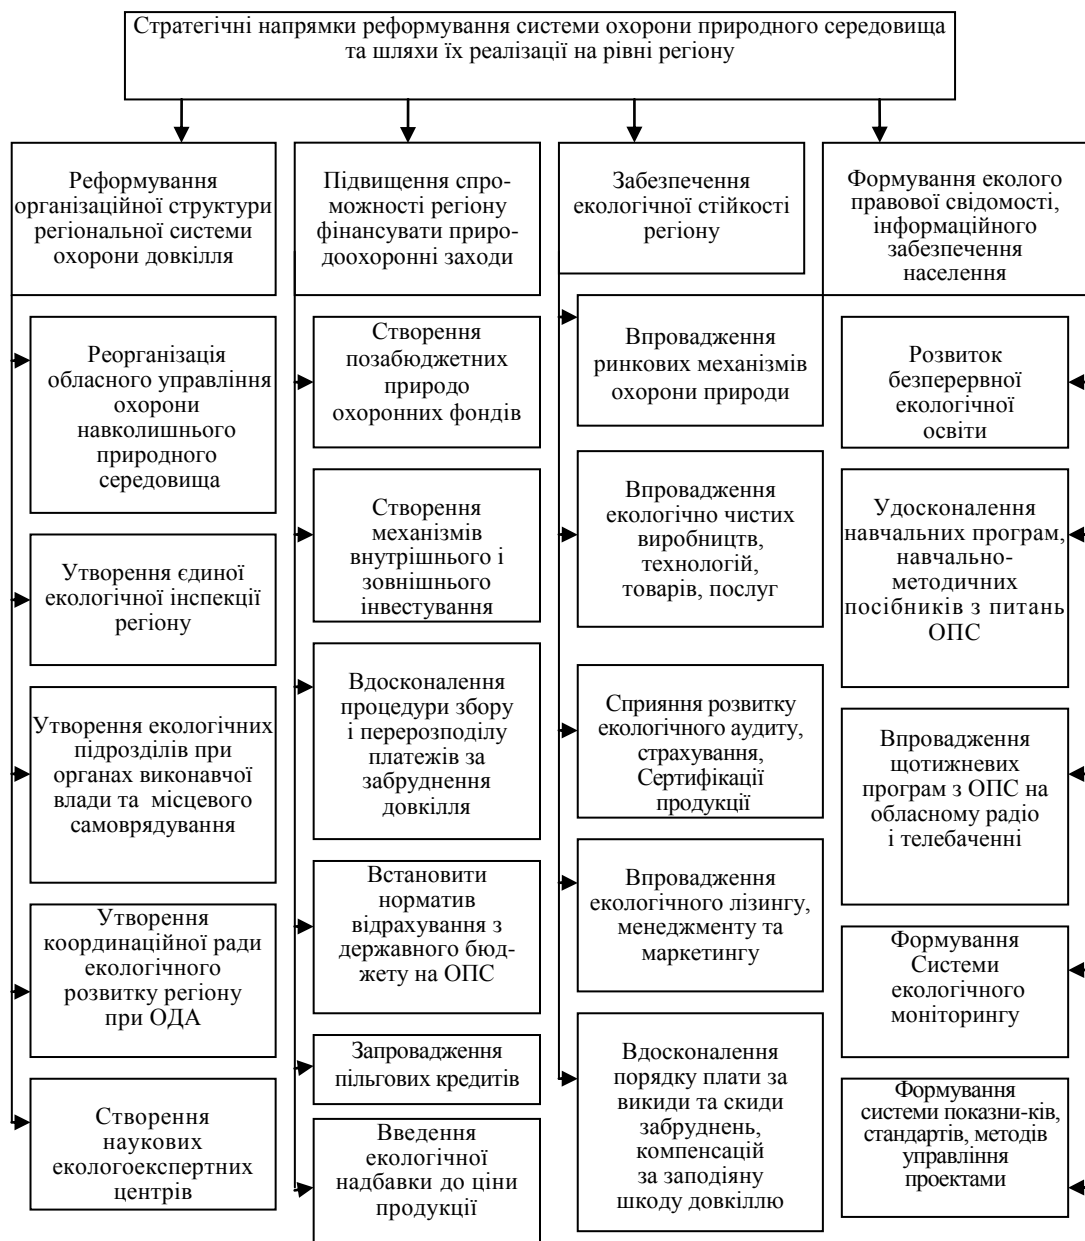 Стратегічні напрямки реформування системи охорони природного середовища
та шляхи їх реалізації на рівні регіону
Реформування
організаційної структури
регіональної системи
охорони довкілля
Реорганізація
обласного управління
охорони
навколишнього
природного
середовища
Утворення єдиної
екологічної інспекції
регіону
Утворення екологічних
підрозділів при
органах виконавчої
влади та місцевого
самоврядування
Утворення
координаційної ради
екологічного
розвитку регіону
при ОДА
Створення
наукових
екологоекспертних
центрів
Підвищення спро-
можності регіону
фінансувати приро-
доохоронні заходи
Створення
позабюджетних
природо
охоронних фондів
Створення
механізмів
внутрішнього і
зовнішнього
інвестування
Вдосконалення
процедури збору
і перерозподілу
платежів за
забруднення
довкілля
Встановити
норматив
відрахування з
державного бюд-
жету на ОПС
Запровадження
пільгових кредитів
Введення
екологічної
надбавки до ціни
продукції
Забезпечення
екологічної стійкості
регіону
Впровадження
ринкових механізмів
охорони природи
Впровадження
екологічно чистих
виробництв,
технологій,
товарів, послуг
Сприяння розвитку
екологічного аудиту,
страхування,
Сертифікації
продукції
Впровадження
екологічного лізингу,
менеджменту та
маркетингу
Вдосконалення
порядку плати за
викиди та скиди
забруднень,
компенсацій
за заподіяну
шкоду довкіллю
Формування еколого
правової свідомості,
інформаційного
забезпечення
населення
Розвиток
безперервної
екологічної
освіти
Удосконалення
навчальних програм,
навчально-
методичних
посібників з питань
ОПС
Впровадження
щотижневих
програм з ОПС на
обласному радіо
і телебаченні
Формування
Системи
екологічного
моніторингу
Формування
системи показни-ків,
стандартів, методів
управління
проектами